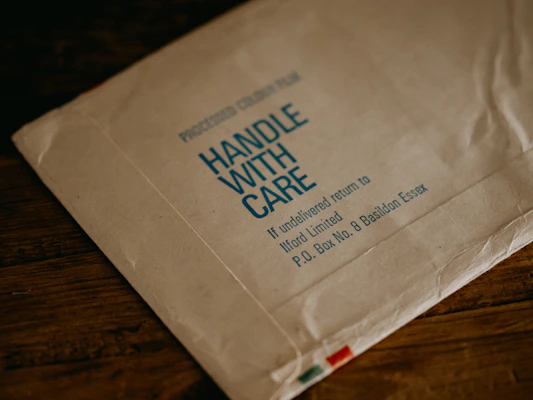 PROCESSED COLOUR FILM
HANDLE
WITH
CARE
If undelivered return to
Ilford Limited
P.O. Box No. 8 Basildon Essex